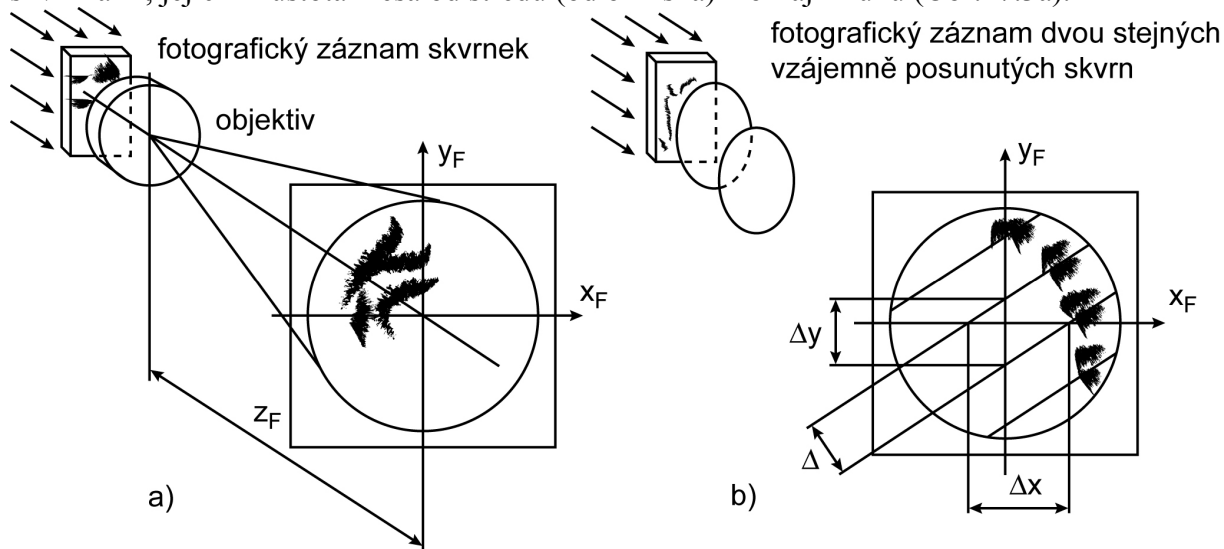 fotografický záznam skvrnek
objektiv
y_F
x_F
z_F
a)
fotografický záznam dvou stejných
vzájemně posunutých skvrn
y_F
x_F
Δy
Δ
Δx
b)